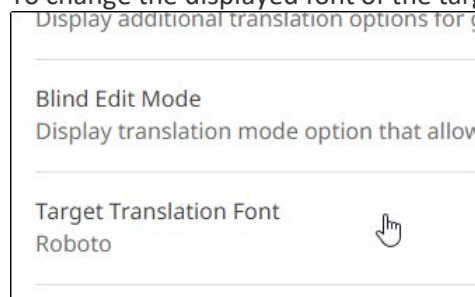 To change the displayed font of the targ
Display additional translation options for g
Blind Edit Mode
Display translation mode option that allow
Target Translation Font
Roboto